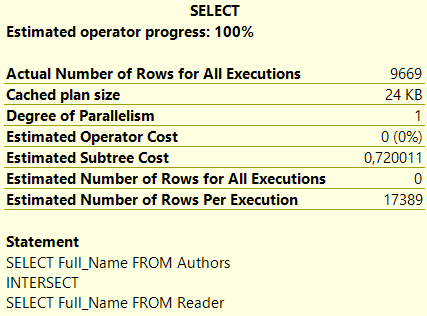 SELECT
Estimated operator progress: 100%
Actual Number of Rows for All Executions 9669
Cached plan size 24 KB
Degree of Parallelism 1
Estimated Operator Cost 0 (0%)
Estimated Subtree Cost 0,720011
Estimated Number of Rows for All Executions 0
Estimated Number of Rows Per Execution 17389
Statement
SELECT Full_Name FROM Authors
INTERSECT
SELECT Full_Name FROM Reader